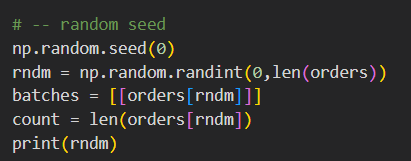 # -- random seed
np.random.seed(0)
rndm = np.random.randint(0,len(orders))
batches = [[orders[rndm]]]
count = len(orders[rndm])
print(rndm)